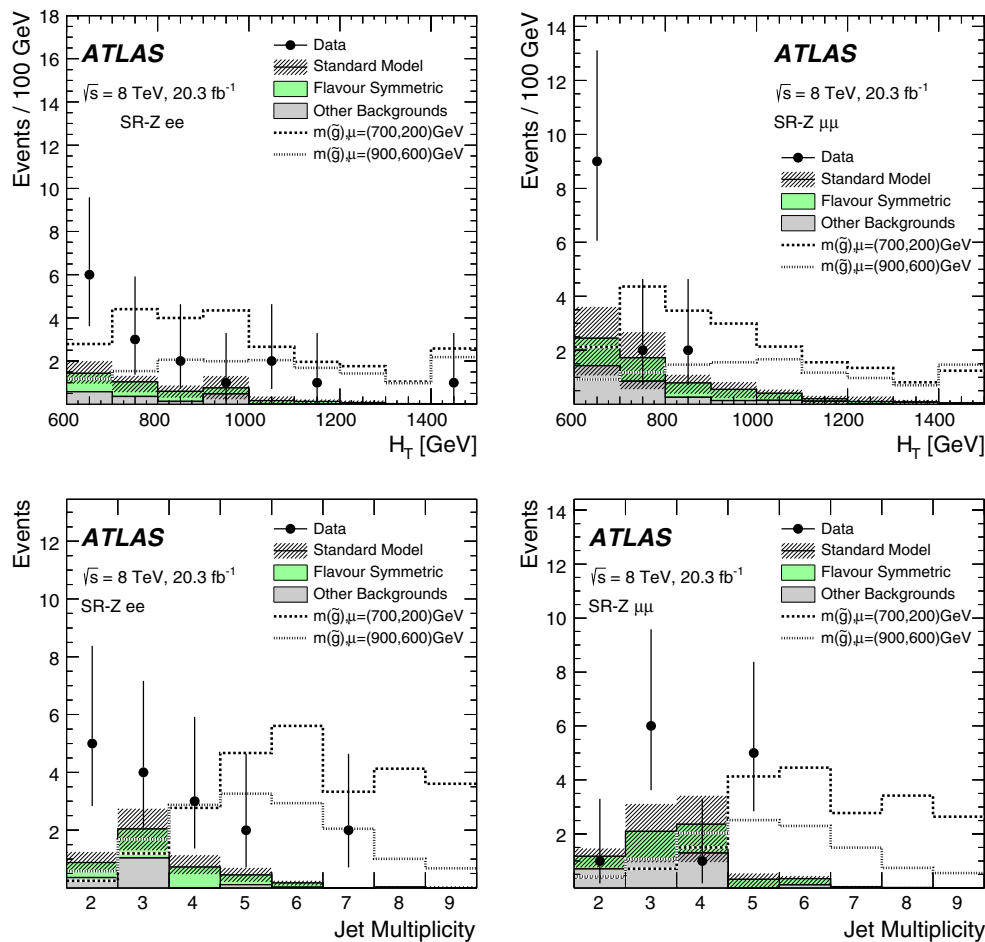 Events / 100 GeV
18
16
14
12
10
8
6
4
2
ATLAS
√s = 8 TeV, 20.3 fb⁻¹
SR-Z ee
Data
Standard Model
Flavour Symmetric
Other Backgrounds
m(g̃),μ=(700,200)GeV
m(g̃),μ=(900,600)GeV
600 800 1000 1200 1400
H_T [GeV]
Events / 100 GeV
14
12
10
8
6
4
2
ATLAS
√s = 8 TeV, 20.3 fb⁻¹
SR-Z μμ
Data
Standard Model
Flavour Symmetric
Other Backgrounds
m(g̃),μ=(700,200)GeV
m(g̃),μ=(900,600)GeV
600 800 1000 1200 1400
H_T [GeV]
Events
12
10
8
6
4
2
ATLAS
√s = 8 TeV, 20.3 fb⁻¹
SR-Z ee
Data
Standard Model
Flavour Symmetric
Other Backgrounds
m(g̃),μ=(700,200)GeV
m(g̃),μ=(900,600)GeV
2 3 4 5 6 7 8 9
Jet Multiplicity
Events
14
12
10
8
6
4
2
ATLAS
√s = 8 TeV, 20.3 fb⁻¹
SR-Z μμ
Data
Standard Model
Flavour Symmetric
Other Backgrounds
m(g̃),μ=(700,200)GeV
m(g̃),μ=(900,600)GeV
2 3 4 5 6 7 8 9
Jet Multiplicity